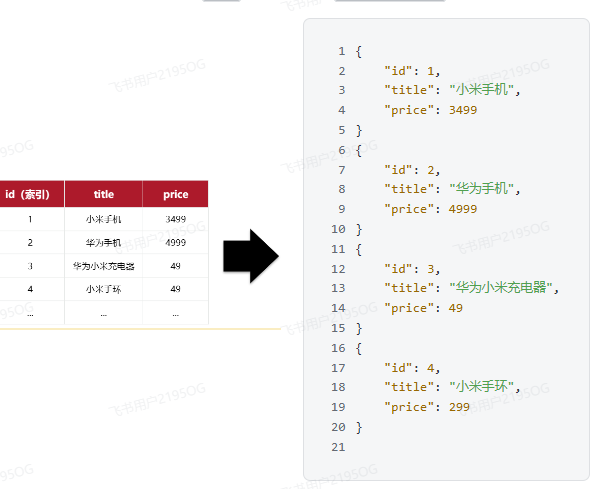 id（索引） title price
1 小米手机 3499
2 华为手机 4999
3 华为小米充电器 49
4 小米手环 49
... ... ...
1 {
2 "id": 1,
3 "title": "小米手机",
4 "price": 3499
5 }
6 {
7 "id": 2,
8 "title": "华为手机",
9 "price": 4999
10 }
11 {
12 "id": 3,
13 "title": "华为小米充电器",
14 "price": 49
15 }
16 {
17 "id": 4,
18 "title": "小米手环",
19 "price": 299
20 }
21
飞书用户2195OG